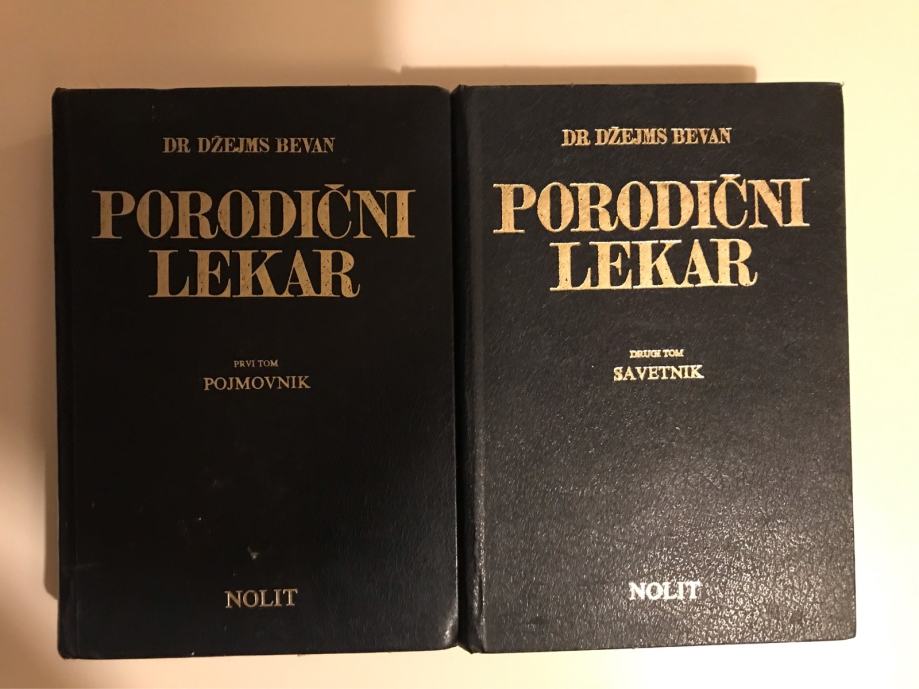 DR DŽEJMS BEVAN
PORODIČNI
LEKAR
PRVI TOM
POJMOVNIK
NOLIT
DR DŽEJMS BEVAN
PORODIČNI
LEKAR
DRUGI TOM
SAVETNIK
NOLIT